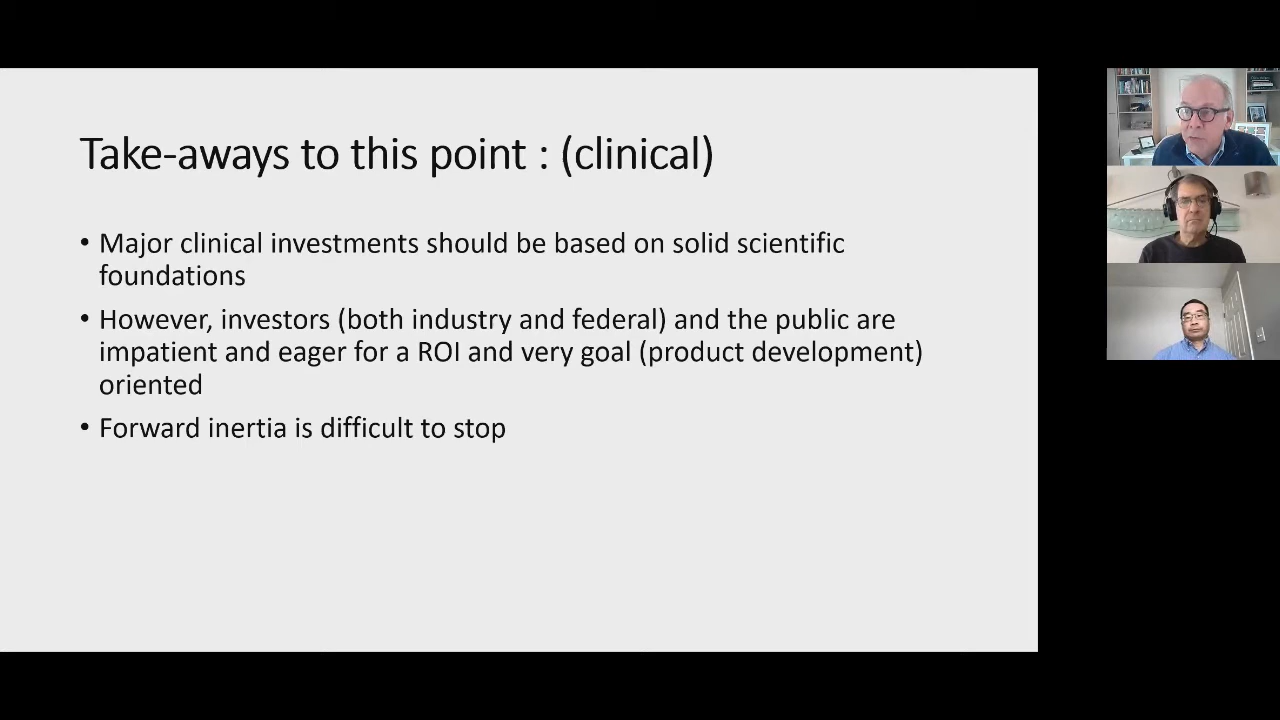 Take-aways to this point : (clinical)
• Major clinical investments should be based on solid scientific
foundations
• However, investors (both industry and federal) and the public are
impatient and eager for a ROI and very goal (product development)
oriented
• Forward inertia is difficult to stop